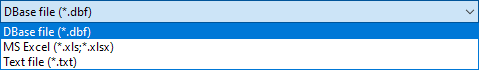 DBase file (*.dbf)
DBase file (*.dbf)
MS Excel (*.xls;*.xlsx)
Text file (*.txt)